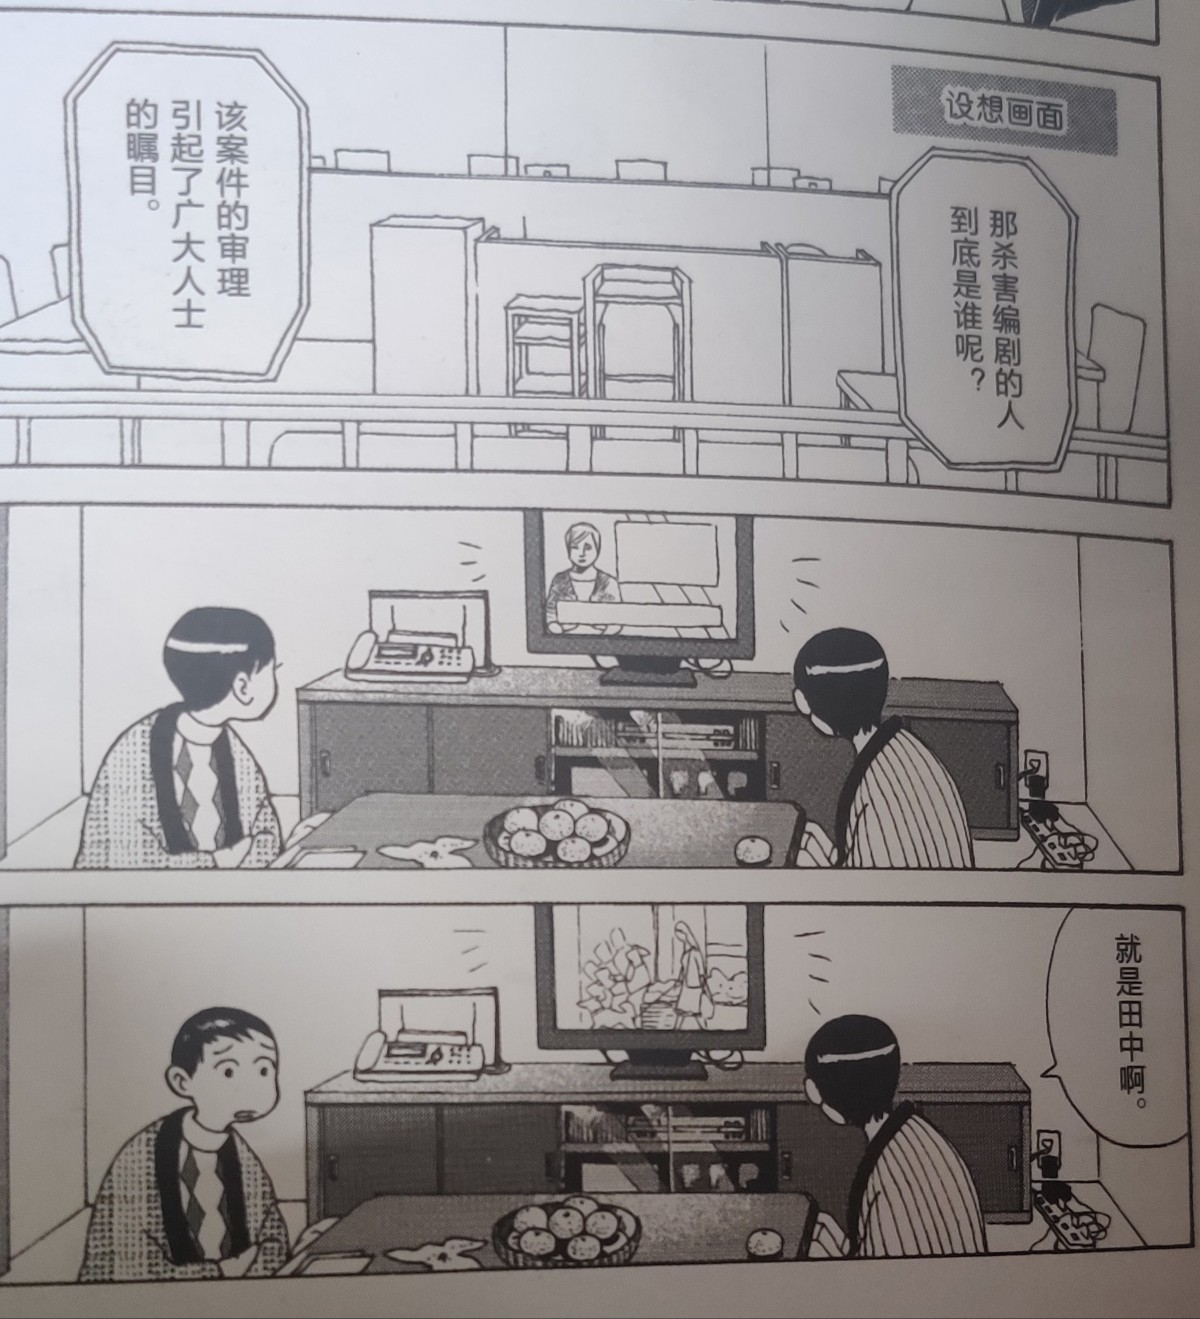 设想画面
那杀害编剧的人
到底是谁呢？
该案件的审理
引起了广大人士
的瞩目。
就是田中啊。